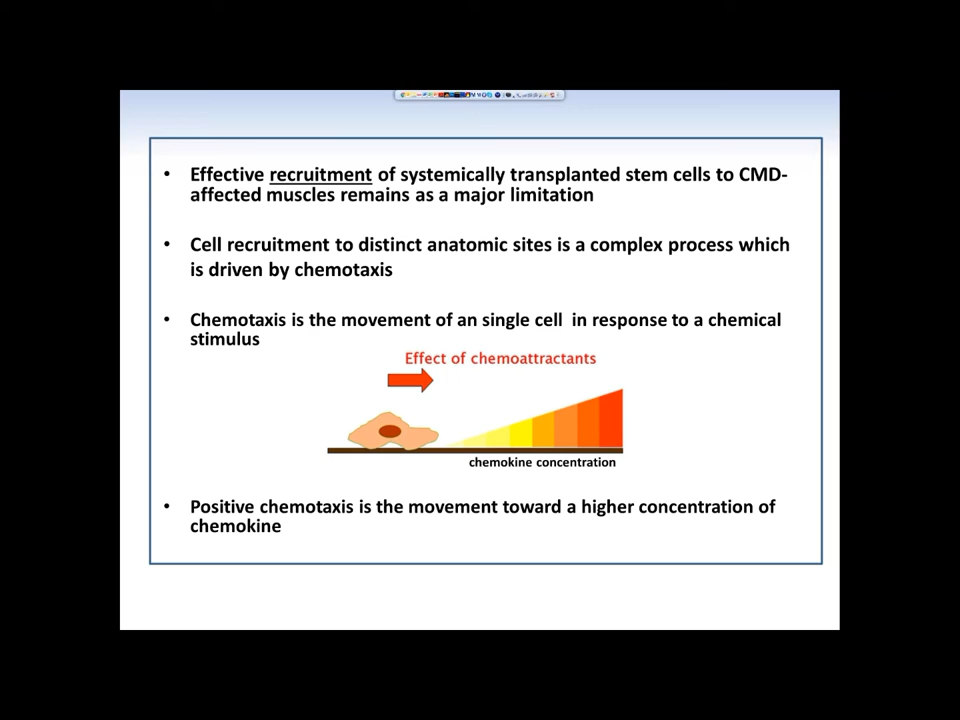 • Effective recruitment of systemically transplanted stem cells to CMD-
affected muscles remains as a major limitation
• Cell recruitment to distinct anatomic sites is a complex process which
is driven by chemotaxis
• Chemotaxis is the movement of an single cell  in response to a chemical
stimulus
Effect of chemoattractants
chemokine concentration
• Positive chemotaxis is the movement toward a higher concentration of
chemokine